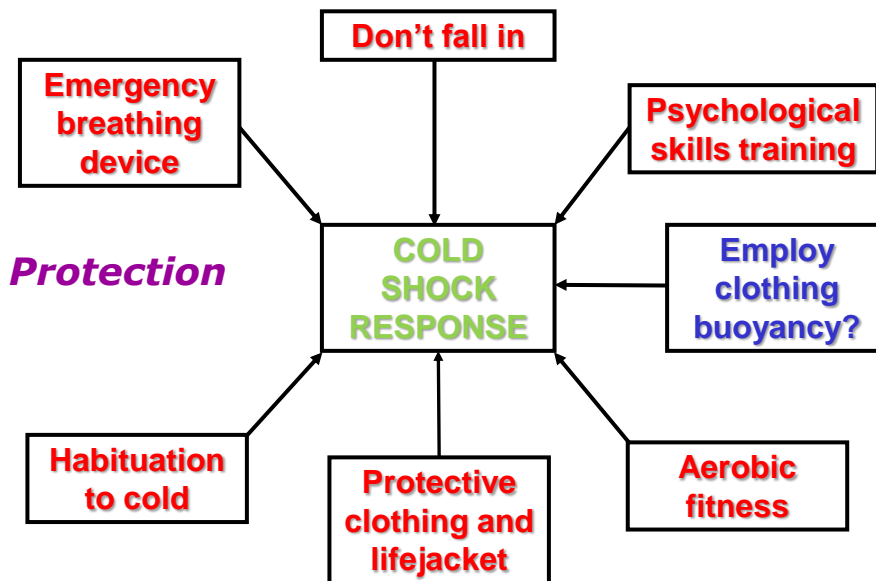 Don’t fall in
Emergency
breathing
device
Psychological
skills training
Protection
COLD
SHOCK
RESPONSE
Employ
clothing
buoyancy?
Habituation
to cold
Protective
clothing and
lifejacket
Aerobic
fitness